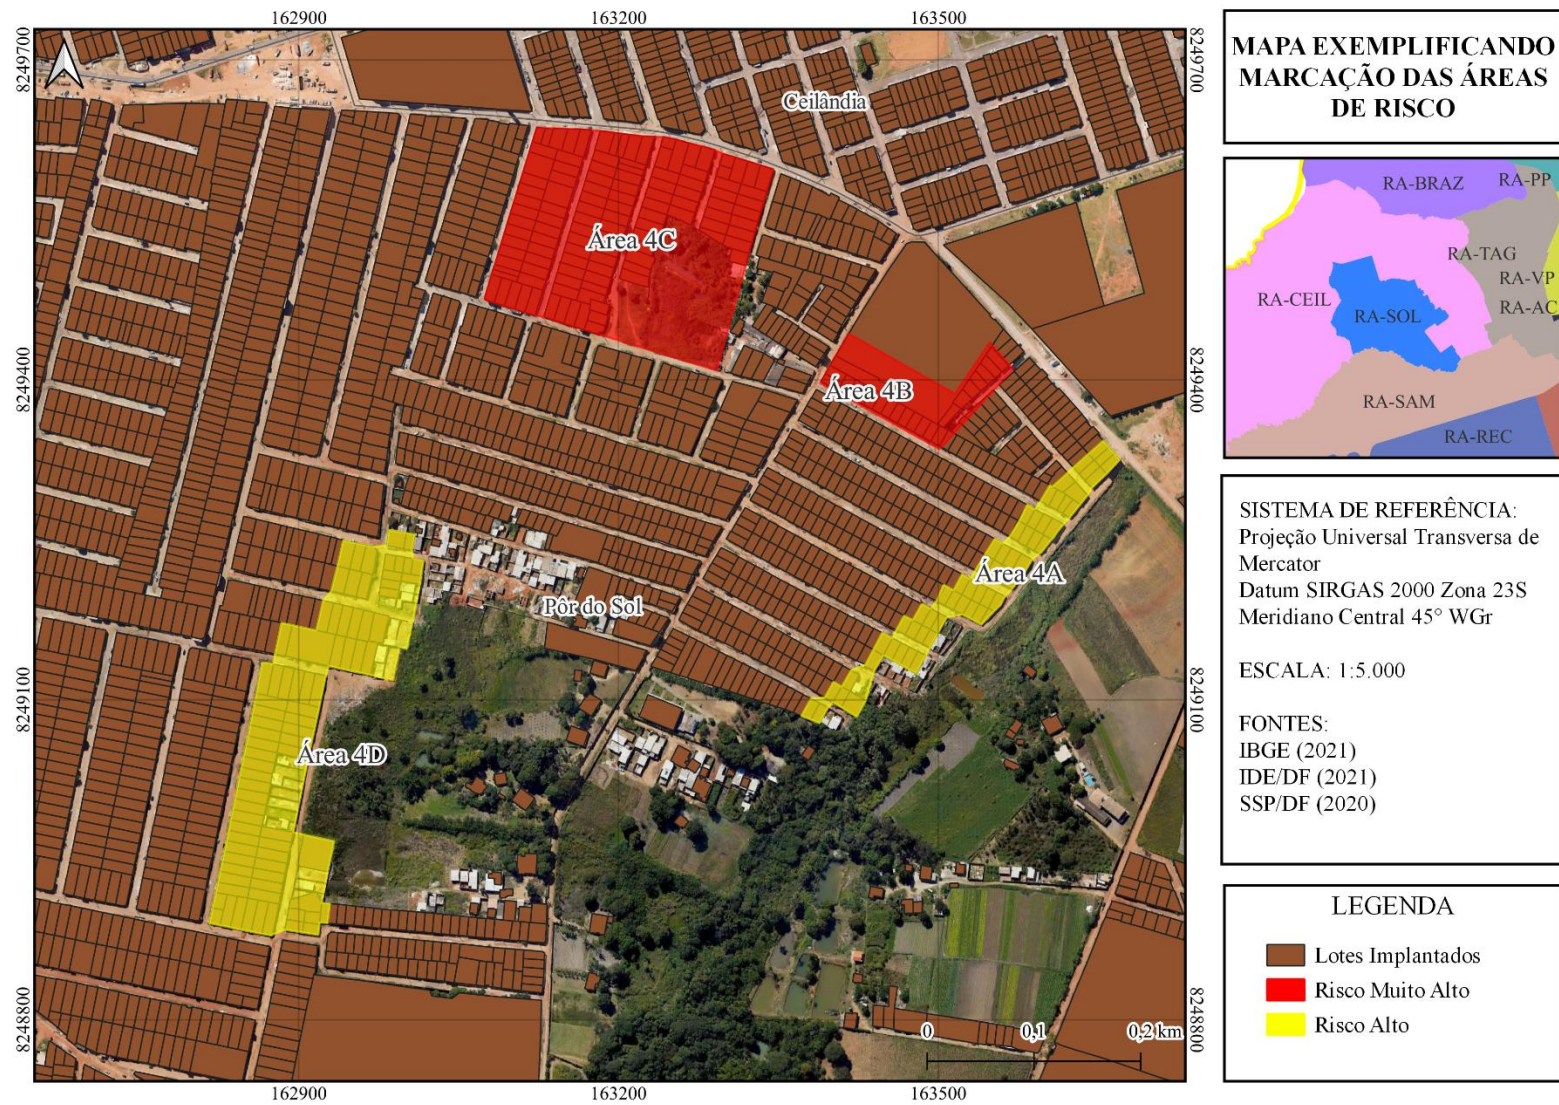 162900
163200
163500
8249700
8249700
Ceilândia
Área 4C
8249400
8249400
Área 4B
Área 4A
Pôr do Sol
8249100
8249100
Área 4D
8248800
8248800
0
0,1
0,2 km
162900
163200
163500
MAPA EXEMPLIFICANDO
MARCAÇÃO DAS ÁREAS
DE RISCO
RA-BRAZ
RA-PP
RA-TAG
RA-VP
RA-CEIL
RA-AC
RA-SOL
RA-SAM
RA-REC
SISTEMA DE REFERÊNCIA:
Projeção Universal Transversa de
Mercator
Datum SIRGAS 2000 Zona 23S
Meridiano Central 45° WGr
ESCALA: 1:5.000
FONTES:
IBGE (2021)
IDE/DF (2021)
SSP/DF (2020)
LEGENDA
Lotes Implantados
Risco Muito Alto
Risco Alto